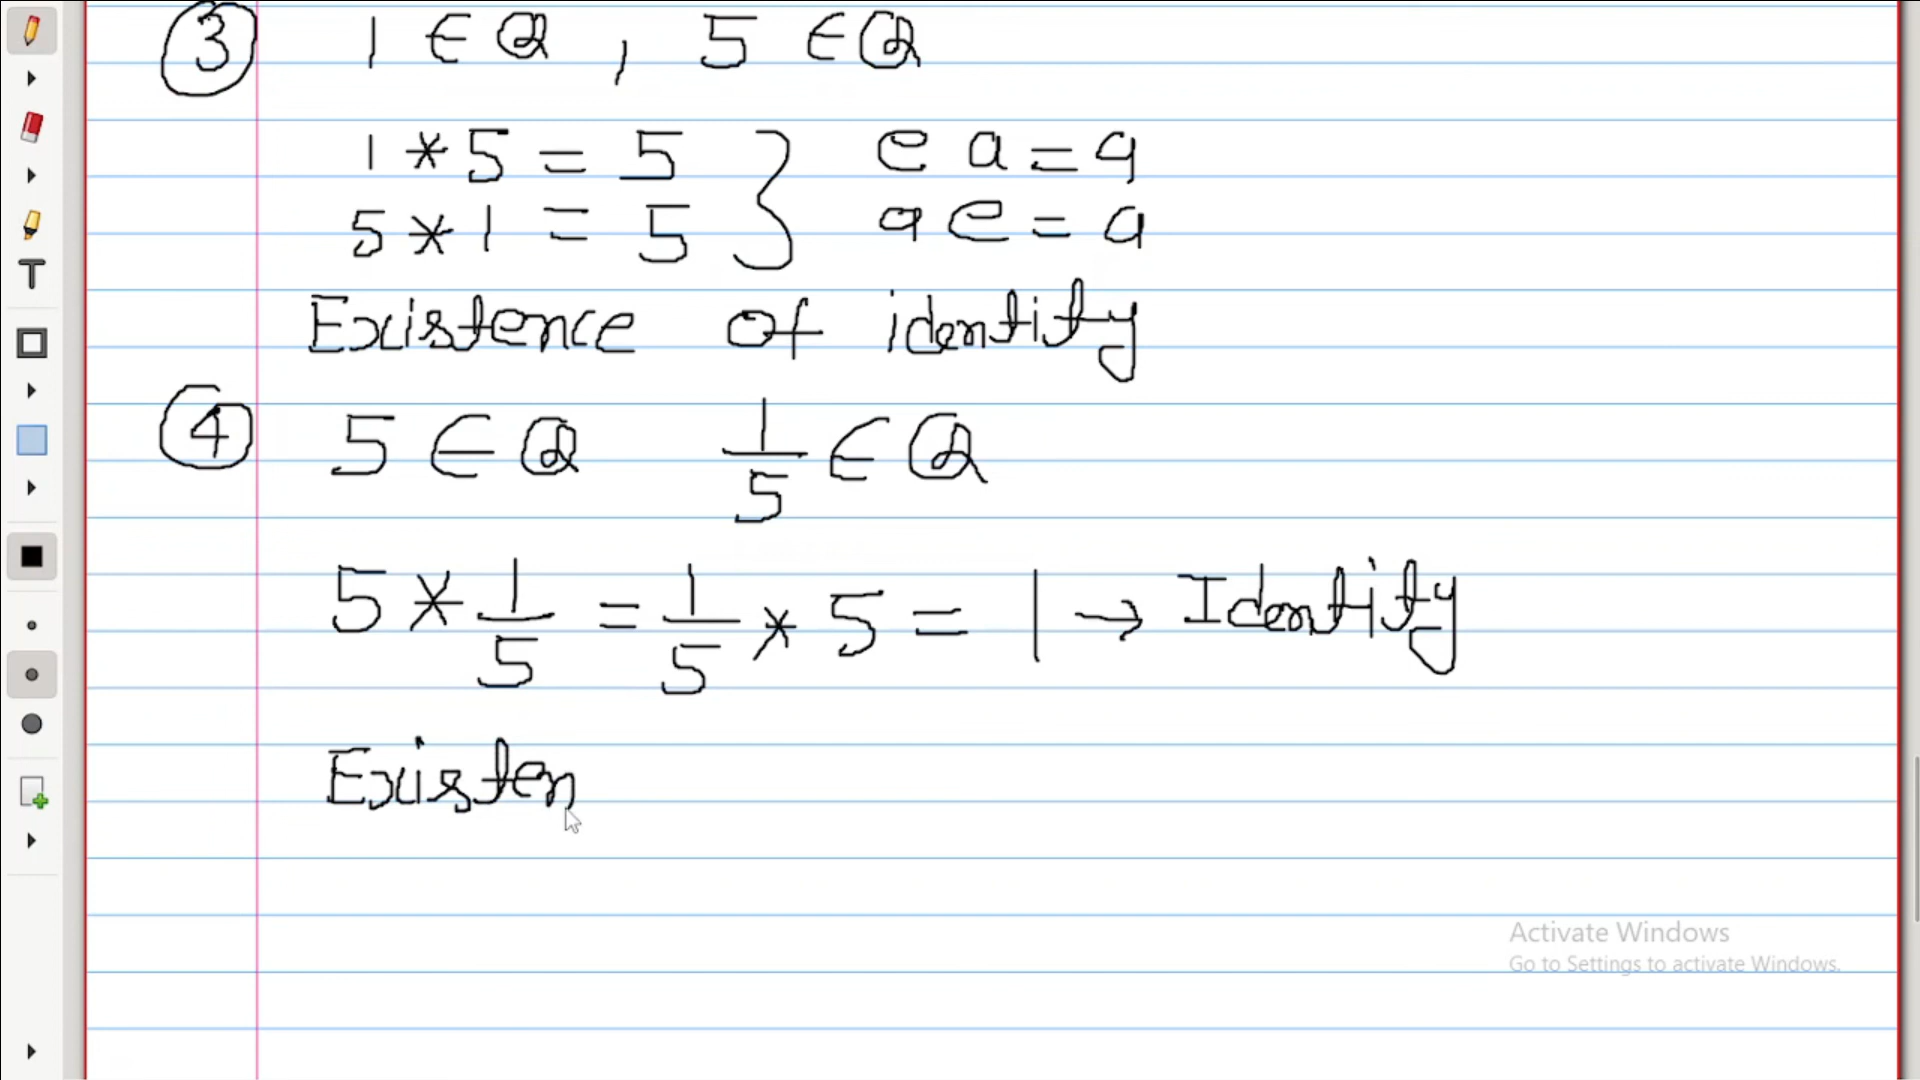 ③ 1 ∈ Q , 5 ∈ Q
1 * 5 = 5 } e a = a
5 * 1 = 5 a e = a
Existence of identity
④ 5 ∈ Q 1/5 ∈ Q
5 * 1/5 = 1/5 * 5 = 1 → Identity
Existen
Activate Windows
Go to Settings to activate Windows.